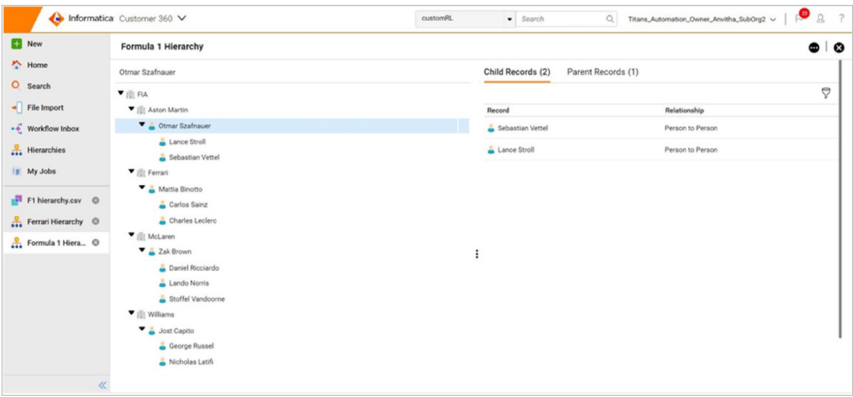 Informatica Customer 360
customRL
Search
Titans_Automation_Owner_Anvitha_SubOrg2
?
New
Home
Search
File Import
Workflow Inbox
Hierarchies
My Jobs
F1 hierarchy.csv
Ferrari Hierarchy
Formula 1 Hiera...
Formula 1 Hierarchy
Otmar Szafnauer
FIA
Aston Martin
Otmar Szafnauer
Lance Stroll
Sebastian Vettel
Ferrari
Mattia Binotto
Carlos Sainz
Charles Leclerc
McLaren
Zak Brown
Daniel Ricciardo
Lando Norris
Stoffel Vandoorne
Williams
Jost Capito
George Russel
Nicholas Latifi
Child Records (2) Parent Records (1)
Record Relationship
Sebastian Vettel Person to Person
Lance Stroll Person to Person